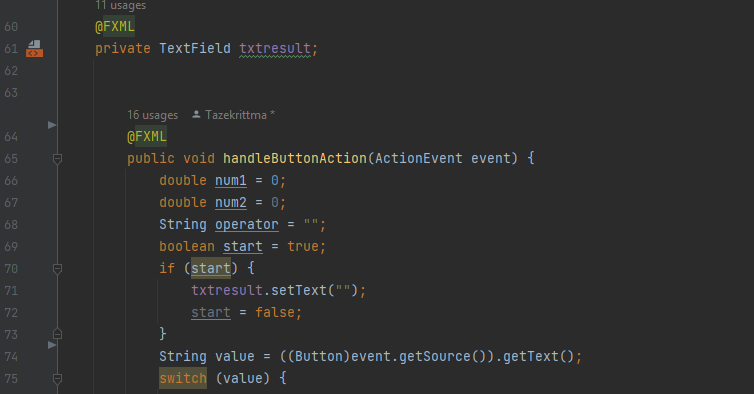 11 usages
60 @FXML
61 private TextField txtresult;
62
63
16 usages Tazekrittma *
64 @FXML
65 public void handleButtonAction(ActionEvent event) {
66 double num1 = 0;
67 double num2 = 0;
68 String operator = "";
69 boolean start = true;
70 if (start) {
71 txtresult.setText("");
72 start = false;
73 }
74 String value = ((Button)event.getSource()).getText();
75 switch (value) {